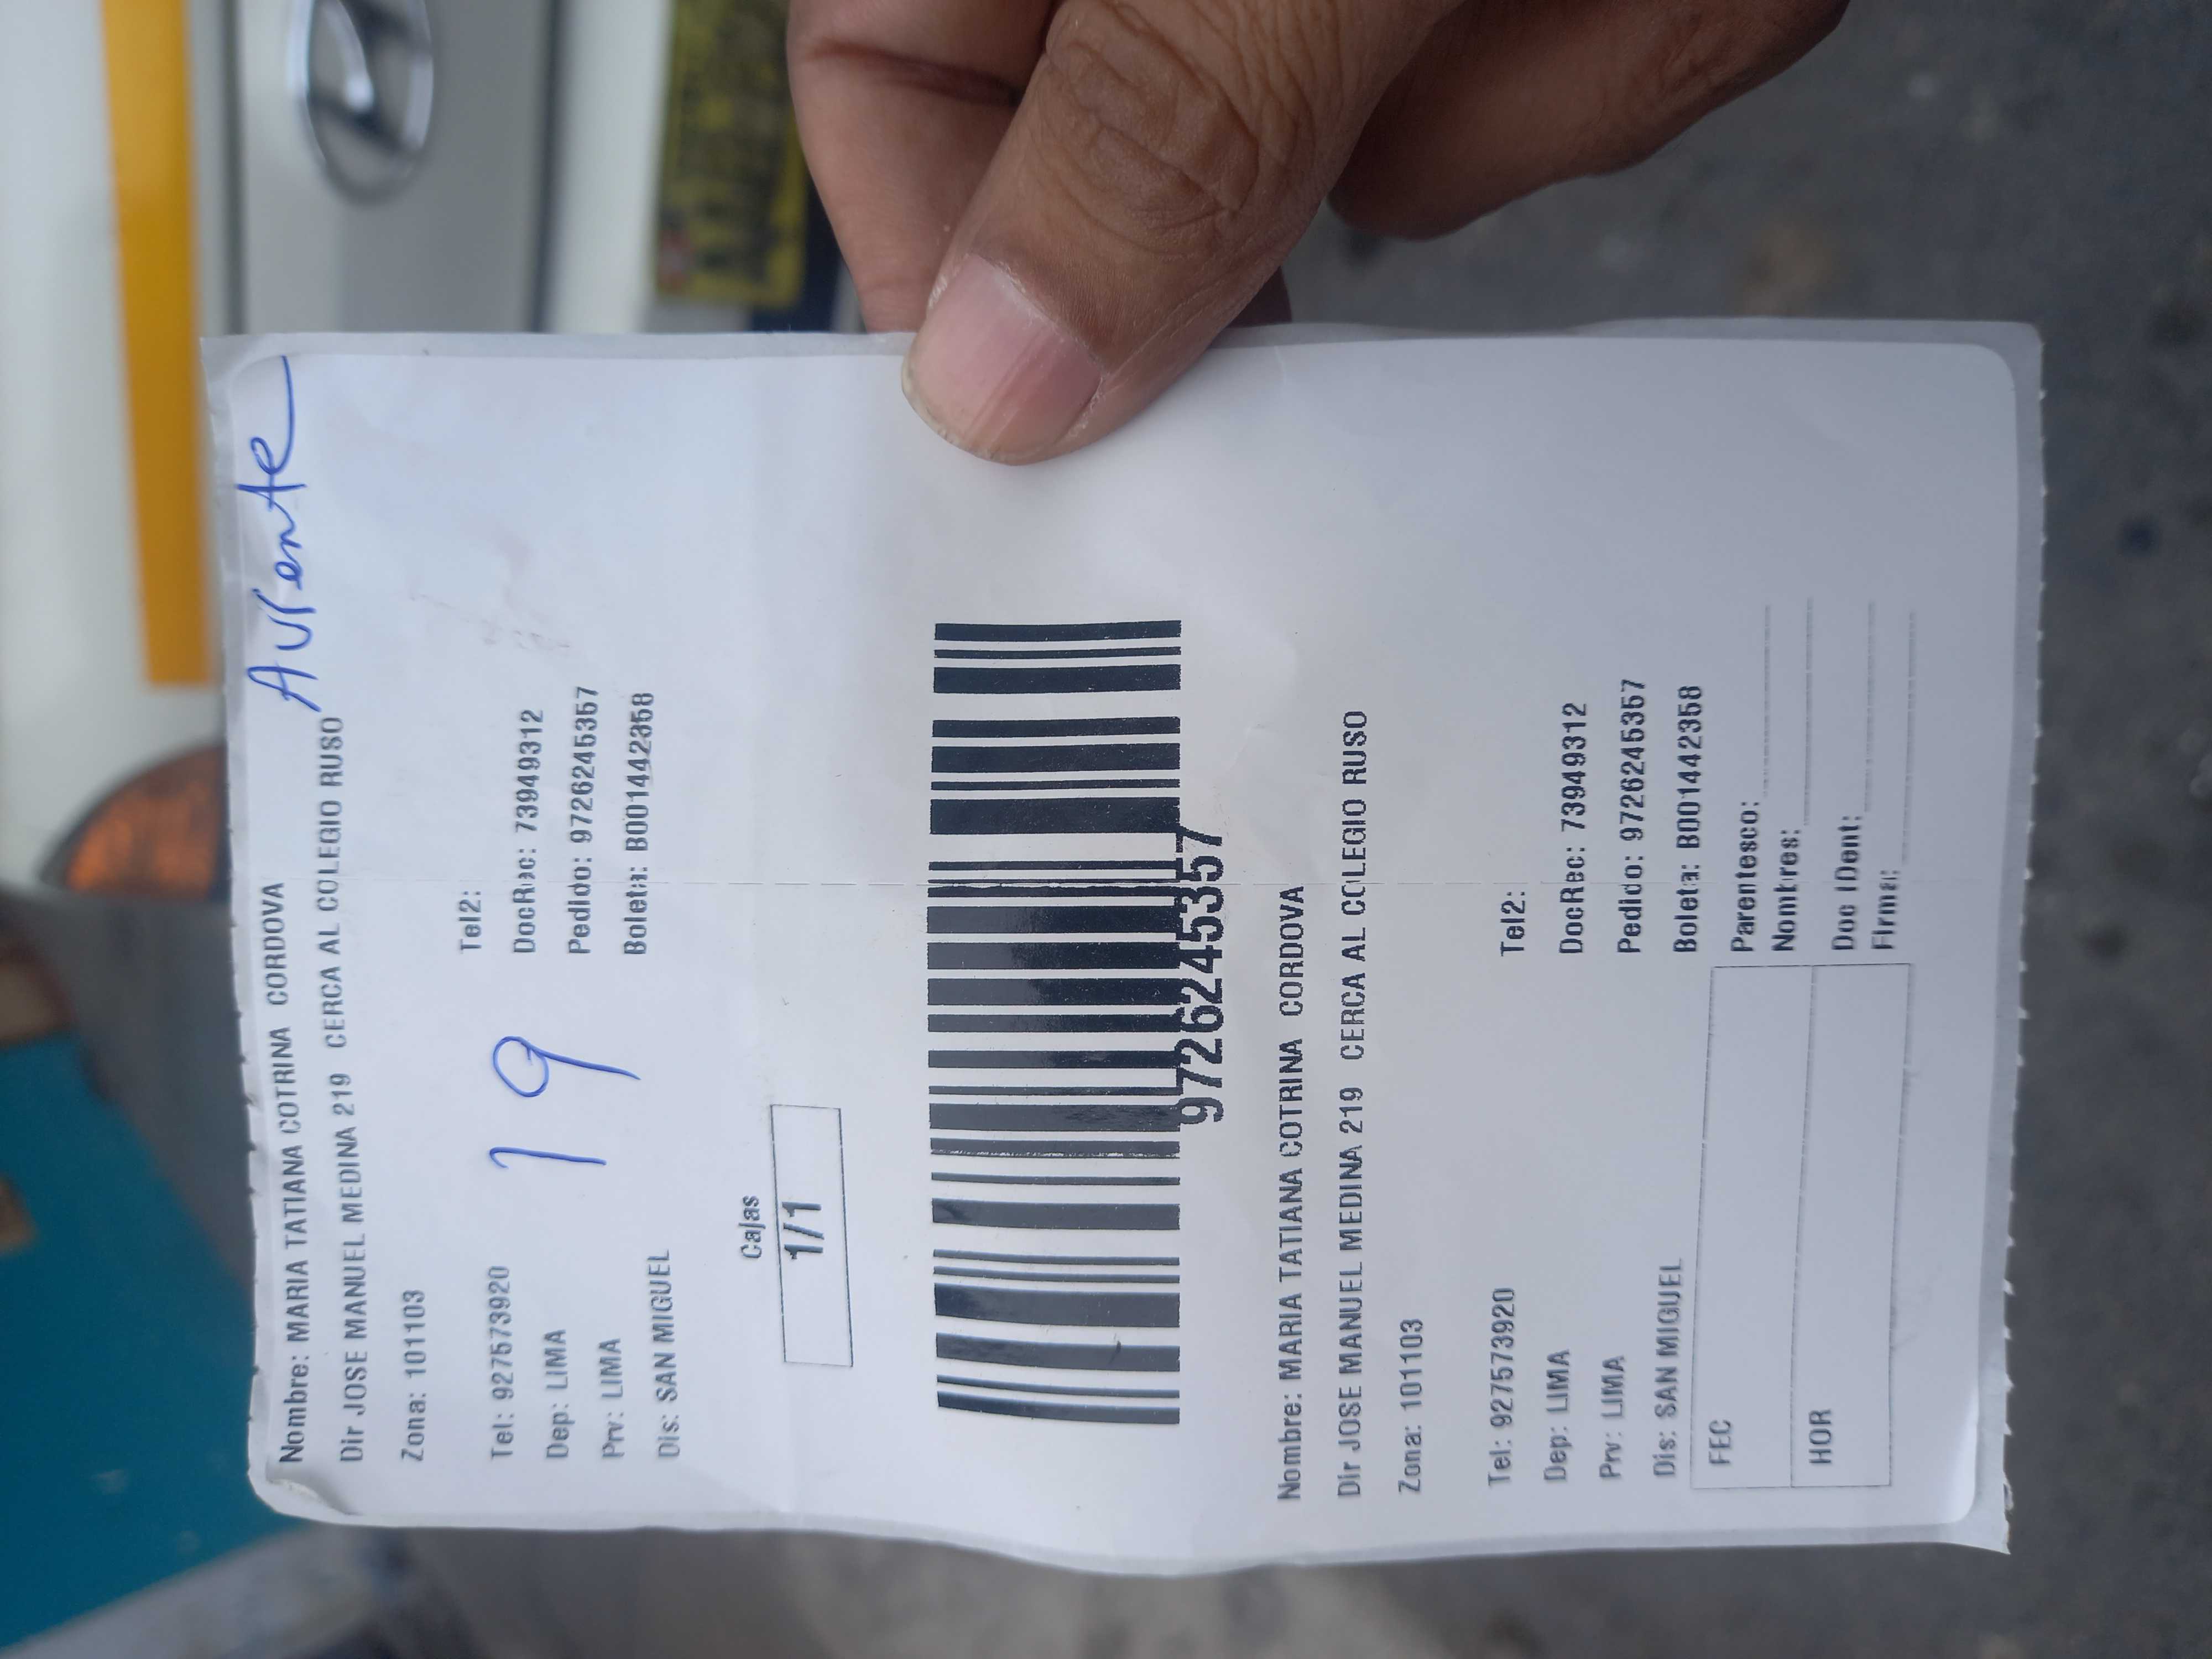 Ausente
Nombre: MARIA TATIANA COTRINA CORDOVA
Dir JOSE MANUEL MEDINA 219 CERCA AL COLEGIO RUSO
Zona: 101103
Tel: 927573920 Tel2:
Dep: LIMA DocRec: 73949312
Prv: LIMA Pedido: 9726245357
Dis: SAN MIGUEL Boleta: B001442358
19
Cajas
1/1
9726245357
Nombre: MARIA TATIANA COTRINA CORDOVA
Dir JOSE MANUEL MEDINA 219 CERCA AL COLEGIO RUSO
Zona: 101103
Tel: 927573920 Tel2:
Dep: LIMA DocRec: 73949312
Prv: LIMA Pedido: 9726245357
Dis: SAN MIGUEL Boleta: B001442358
FEC Parentesco:
Nombres:
HOR Doc IDent:
Firma: